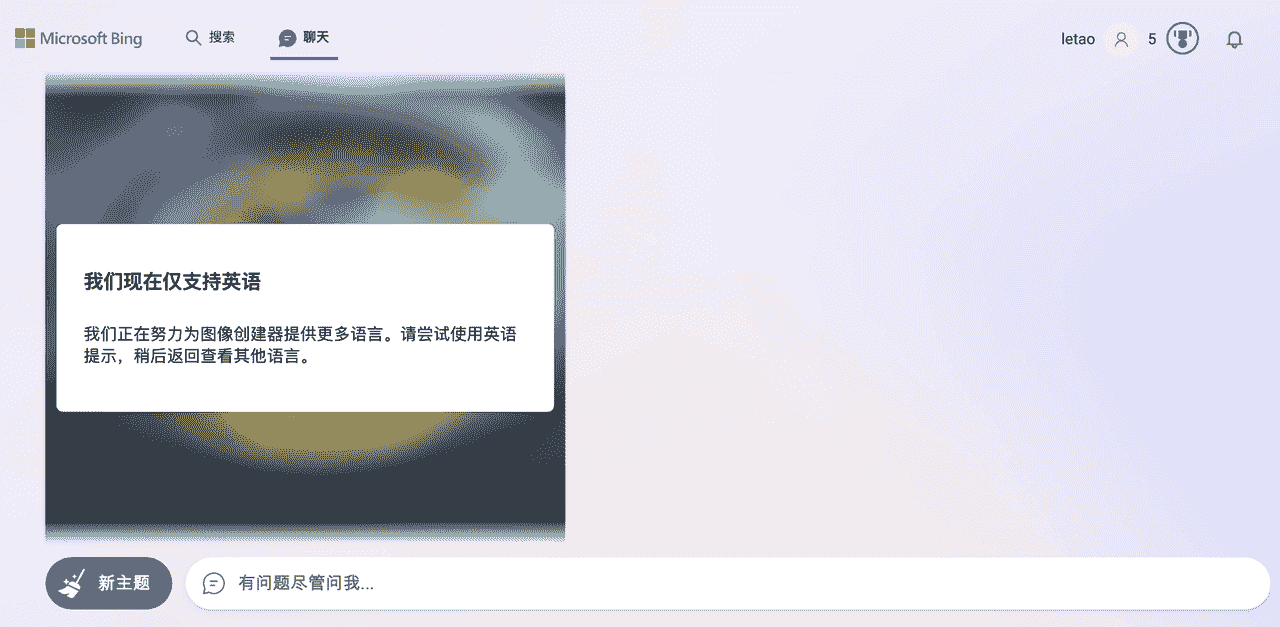 Microsoft Bing
搜索
聊天
letao
5
我们现在仅支持英语
我们正在努力为图像创建器提供更多语言。请尝试使用英语
提示，稍后返回查看其他语言。
新主题
有问题尽管问我...